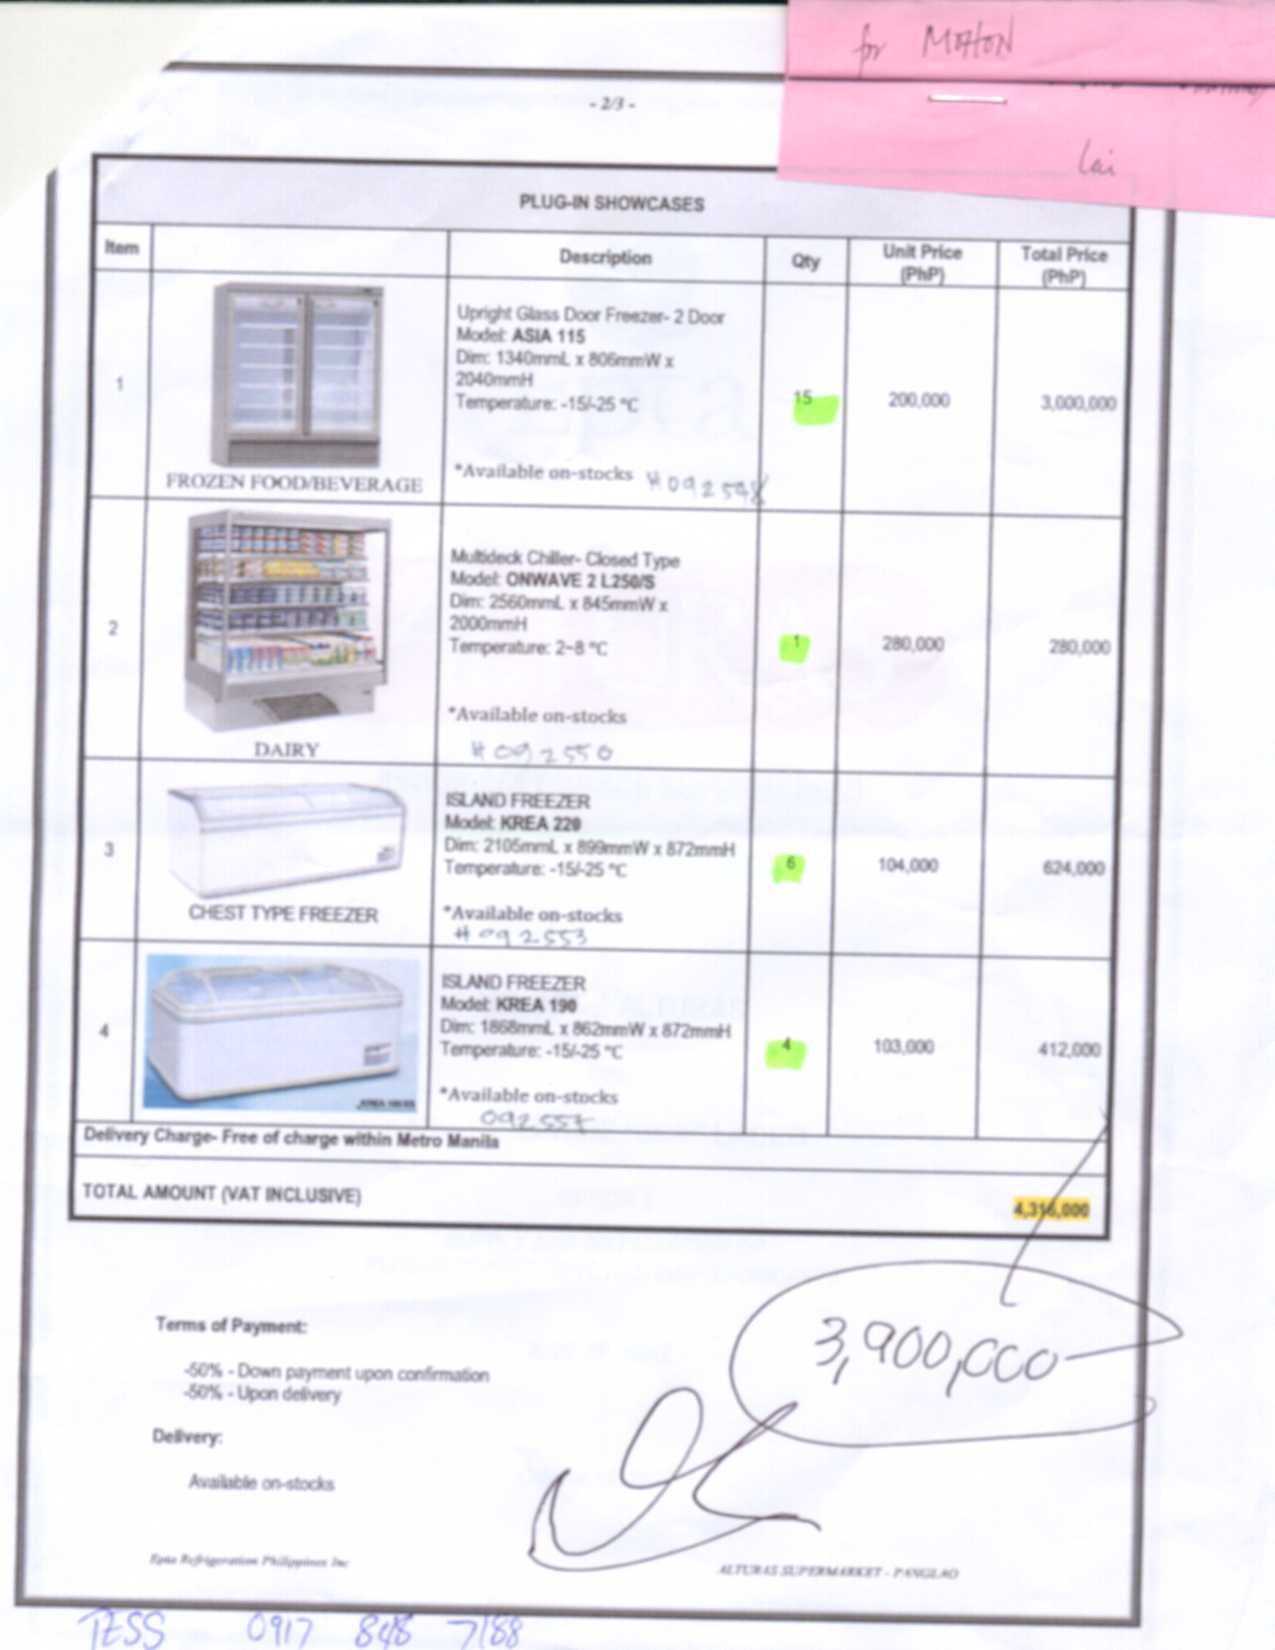 for MOHON
lai
- 2/3 -
PLUG-IN SHOWCASES
Item Description Qty Unit Price (PhP) Total Price (PhP)
1
Upright Glass Door Freezer- 2 Door
Model: ASIA 115
Dim: 1340mmL x 806mmW x
2040mmH
Temperature: -15/-25 °C
15 200,000 3,000,000
*Available on-stocks
FROZEN FOOD/BEVERAGE
2
Multideck Chiller- Closed Type
Model: ONWAVE 2 L250/S
Dim: 2560mmL x 845mmW x
2000mmH
Temperature: 2~8 °C
1 280,000 280,000
*Available on-stocks
# 092550
DAIRY
3
ISLAND FREEZER
Model: KREA 220
Dim: 2105mmL x 899mmW x 872mmH
Temperature: -15/-25 °C
6 104,000 624,000
*Available on-stocks
# 092553
CHEST TYPE FREEZER
4
ISLAND FREEZER
Model: KREA 190
Dim: 1868mmL x 862mmW x 872mmH
Temperature: -15/-25 °C
4 103,000 412,000
*Available on-stocks
Delivery Charge- Free of charge within Metro Manila
TOTAL AMOUNT (VAT INCLUSIVE) 4,316,000
3,900,000
Terms of Payment:
-50% - Down payment upon confirmation
-50% - Upon delivery
Delivery:
Available on-stocks
Epta Refrigeration Philippines Inc
ALTURAS SUPERMARKET - PANGLAO
TESS 0917 848 7188